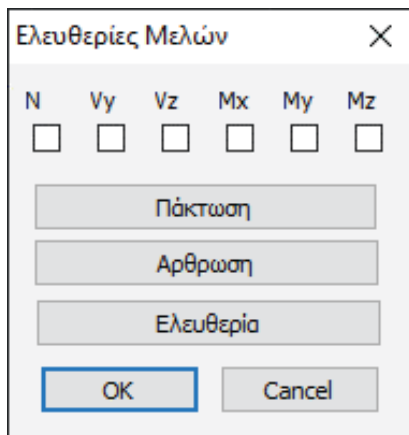 Ελευθερίες Μελών
N Vy Vz Mx My Mz
Πάκτωση
Αρθρωση
Ελευθερία
OK Cancel